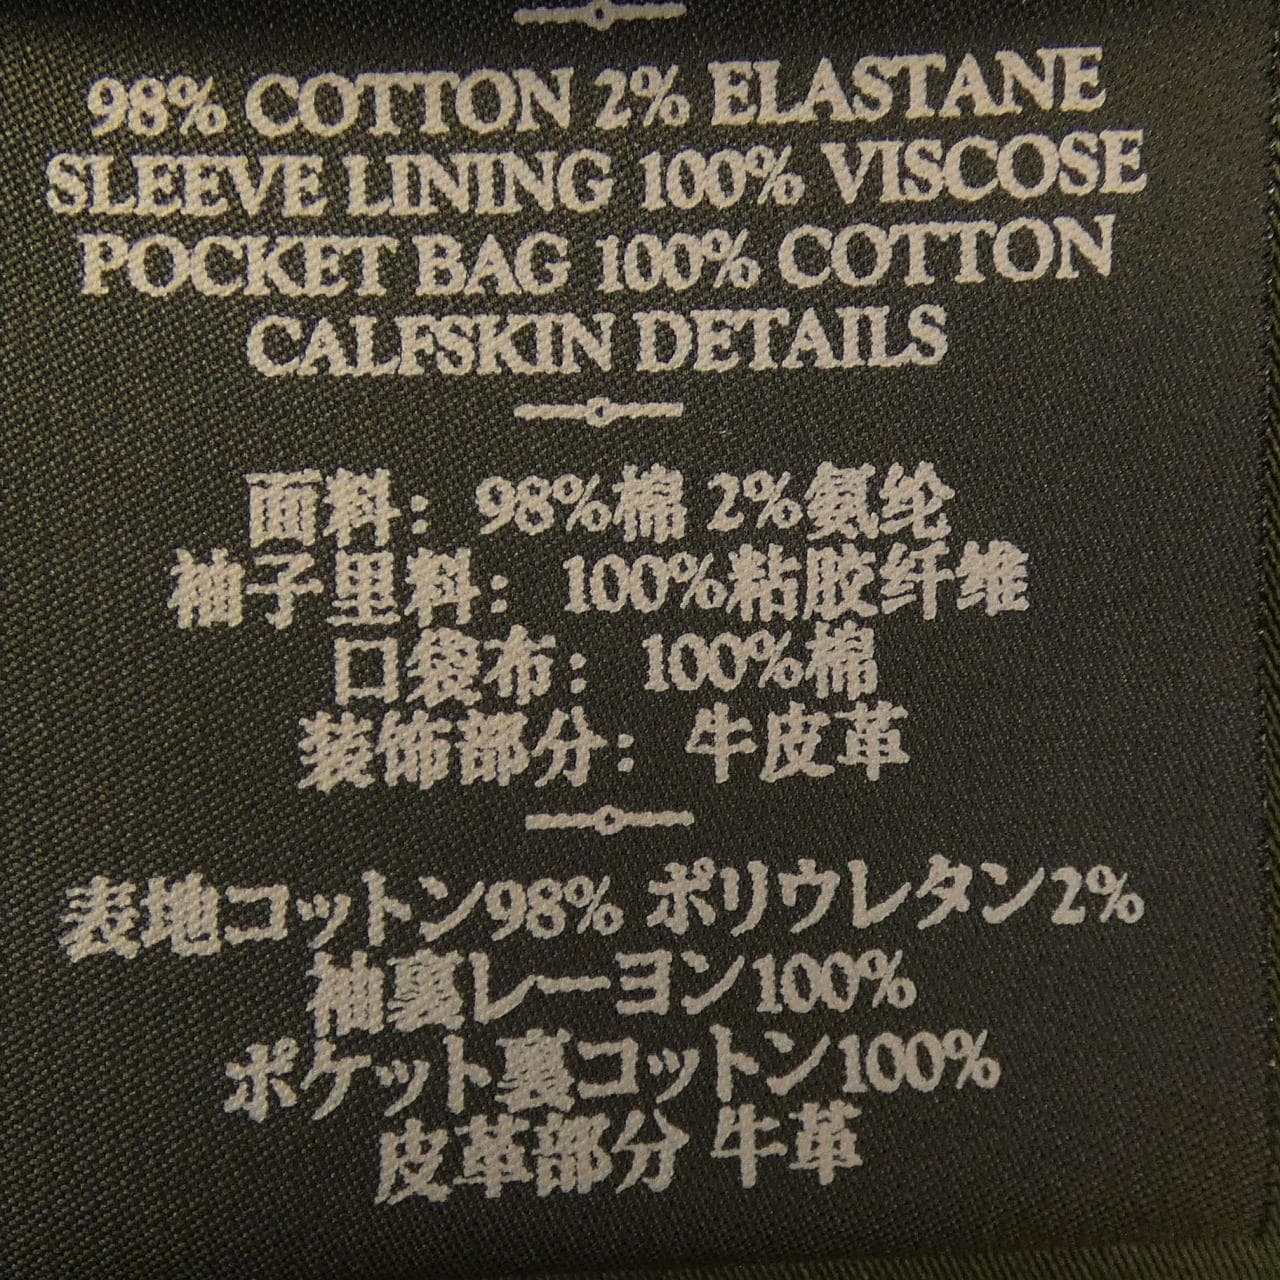 98% COTTON 2% ELASTANE
SLEEVE LINING 100% VISCOSE
POCKET BAG 100% COTTON
CALFSKIN DETAILS
面料: 98%棉 2%氨纶
袖子里料: 100%粘胶纤维
口袋布: 100%棉
装饰部分: 牛皮革
表地コットン98% ポリウレタン2%
袖裏レーヨン100%
ポケット裏コットン100%
皮革部分 牛革